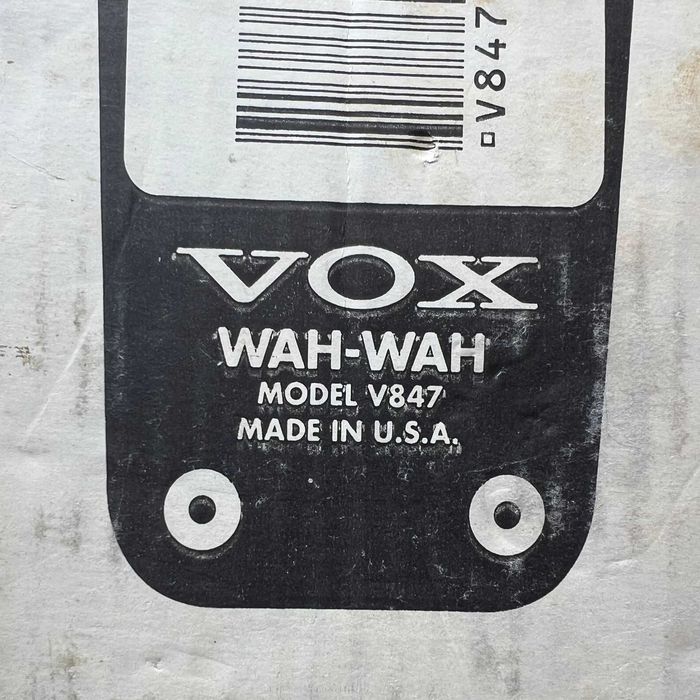 V847
VOX
WAH-WAH
MODEL V847
MADE IN U.S.A.